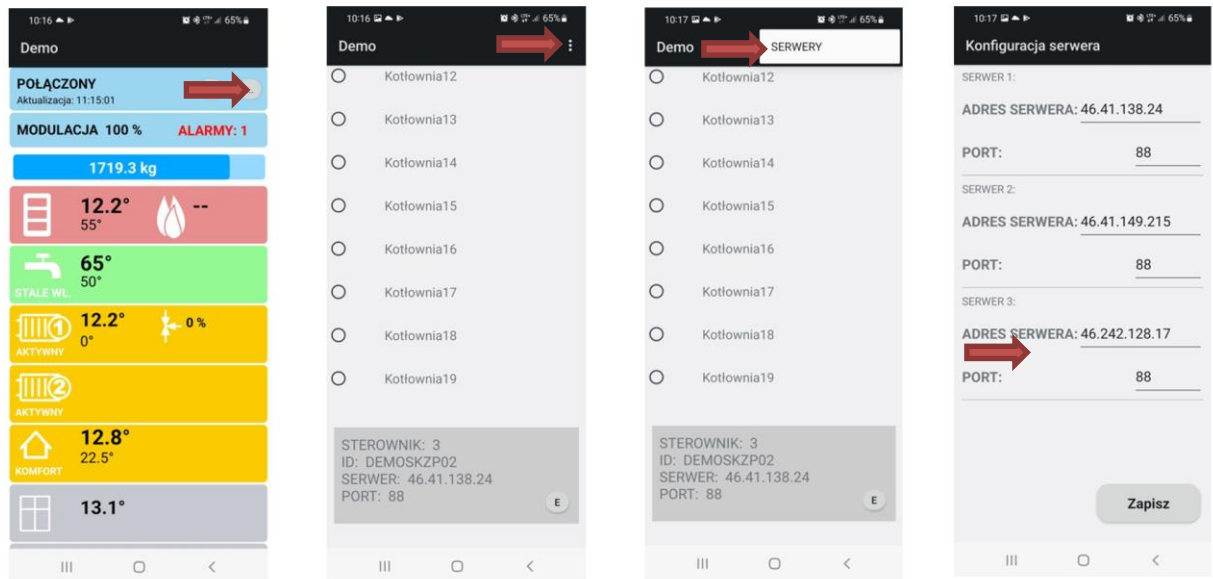 10:16 65%
Demo
POŁĄCZONY
Aktualizacja: 11:15:01
MODULACJA 100 % ALARMY: 1
1719.3 kg
12.2° --
55°
65°
50°
STALE WŁ.
12.2° 0 %
1
0°
AKTYWNY
2
AKTYWNY
12.8°
22.5°
KOMFORT
13.1°
10:16 65%
Demo
Kotłownia12
Kotłownia13
Kotłownia14
Kotłownia15
Kotłownia16
Kotłownia17
Kotłownia18
Kotłownia19
STEROWNIK: 3
ID: DEMOSKZP02
SERWER: 46.41.138.24
PORT: 88
E
10:17 65%
Demo SERWERY
Kotłownia12
Kotłownia13
Kotłownia14
Kotłownia15
Kotłownia16
Kotłownia17
Kotłownia18
Kotłownia19
STEROWNIK: 3
ID: DEMOSKZP02
SERWER: 46.41.138.24
PORT: 88
E
10:17 65%
Konfiguracja serwera
SERWER 1:
ADRES SERWERA: 46.41.138.24
PORT: 88
SERWER 2:
ADRES SERWERA: 46.41.149.215
PORT: 88
SERWER 3:
ADRES SERWERA: 46.242.128.17
PORT: 88
Zapisz